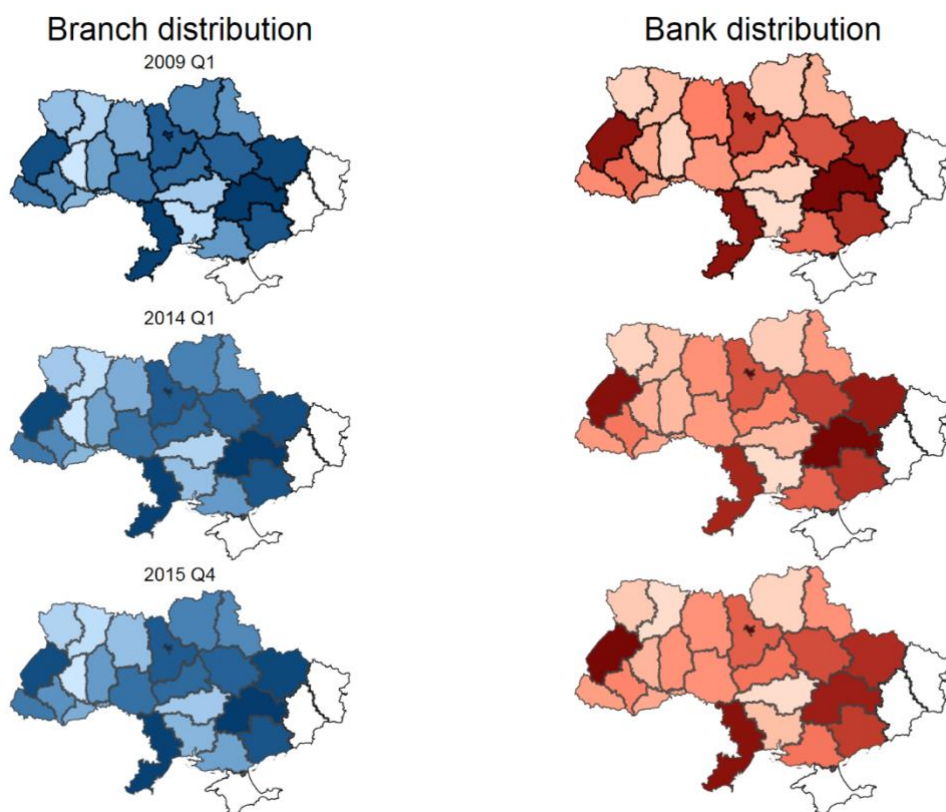 Branch distribution
Bank distribution
2009 Q1
2014 Q1
2015 Q4